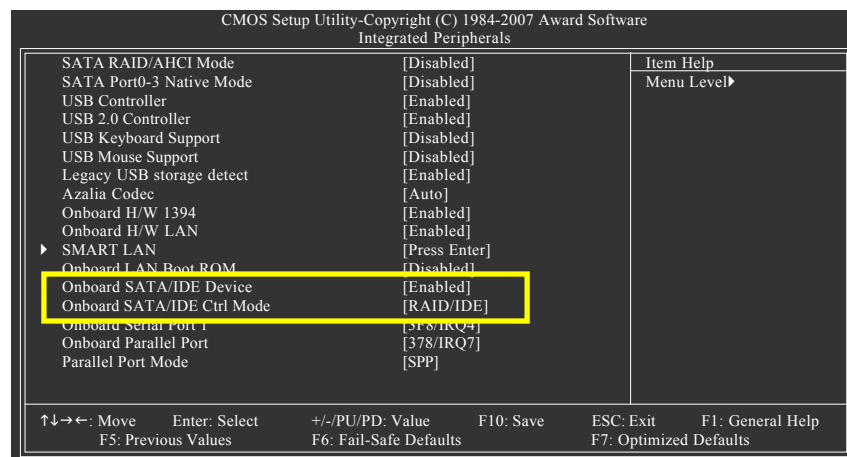 CMOS Setup Utility-Copyright (C) 1984-2007 Award Software
Integrated Peripherals
SATA RAID/AHCI Mode [Disabled] Item Help
SATA Port0-3 Native Mode [Disabled] Menu Level▶
USB Controller [Enabled]
USB 2.0 Controller [Enabled]
USB Keyboard Support [Disabled]
USB Mouse Support [Disabled]
Legacy USB storage detect [Enabled]
Azalia Codec [Auto]
Onboard H/W 1394 [Enabled]
Onboard H/W LAN [Enabled]
▶ SMART LAN [Press Enter]
Onboard LAN Boot ROM [Disabled]
Onboard SATA/IDE Device [Enabled]
Onboard SATA/IDE Ctrl Mode [RAID/IDE]
Onboard Serial Port 1 [3F8/IRQ4]
Onboard Parallel Port [378/IRQ7]
Parallel Port Mode [SPP]
↑↓→←: Move Enter: Select +/-/PU/PD: Value F10: Save ESC: Exit F1: General Help
F5: Previous Values F6: Fail-Safe Defaults F7: Optimized Defaults